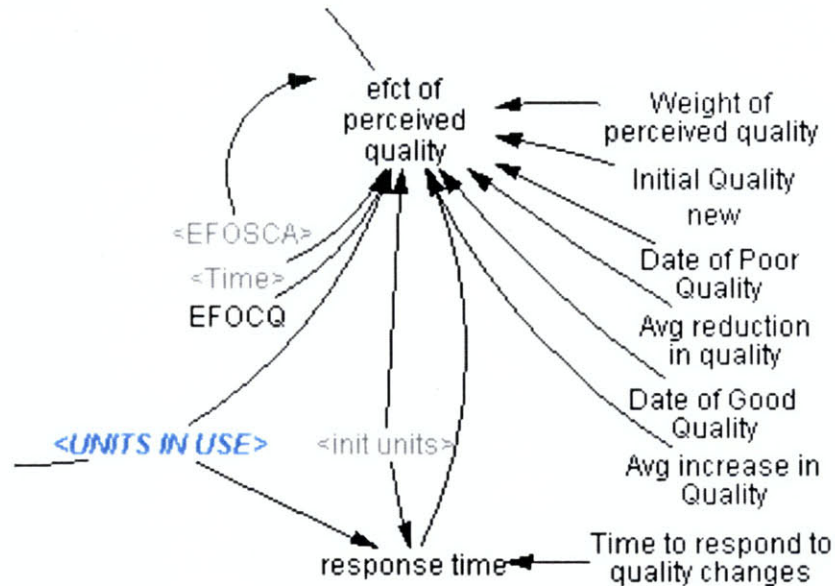 efct of
perceived
quality
Weight of
perceived quality
Initial Quality
new
<EFOSCA>
<Time>
EFOCQ
Date of Poor
Quality
Avg reduction
in quality
Date of Good
Quality
<UNITS IN USE>
<init units>
Avg increase in
Quality
response time
Time to respond to
quality changes